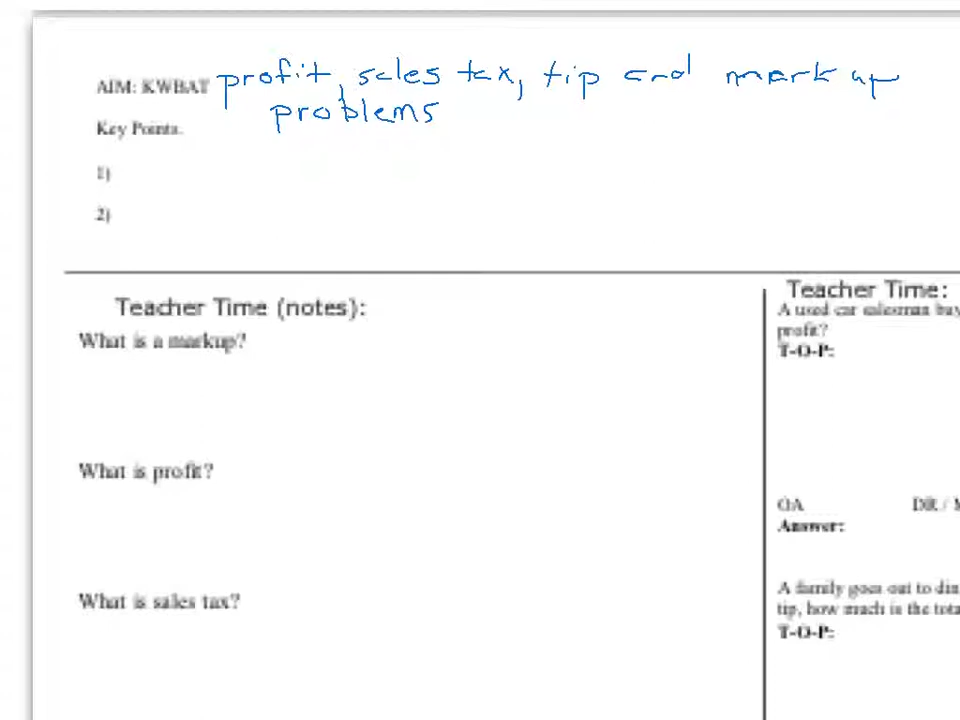 AIM: KWBAT profit, sales tax, tip and mark up
problems
Key Points.
1)
2)
Teacher Time (notes):
What is a markup?
What is profit?
What is sales tax?
Teacher Time:
A used car salesman buy
profit?
T-O-P:
OA DR /
Answer:
A family goes out to din
tip, how much is the tota
T-O-P: